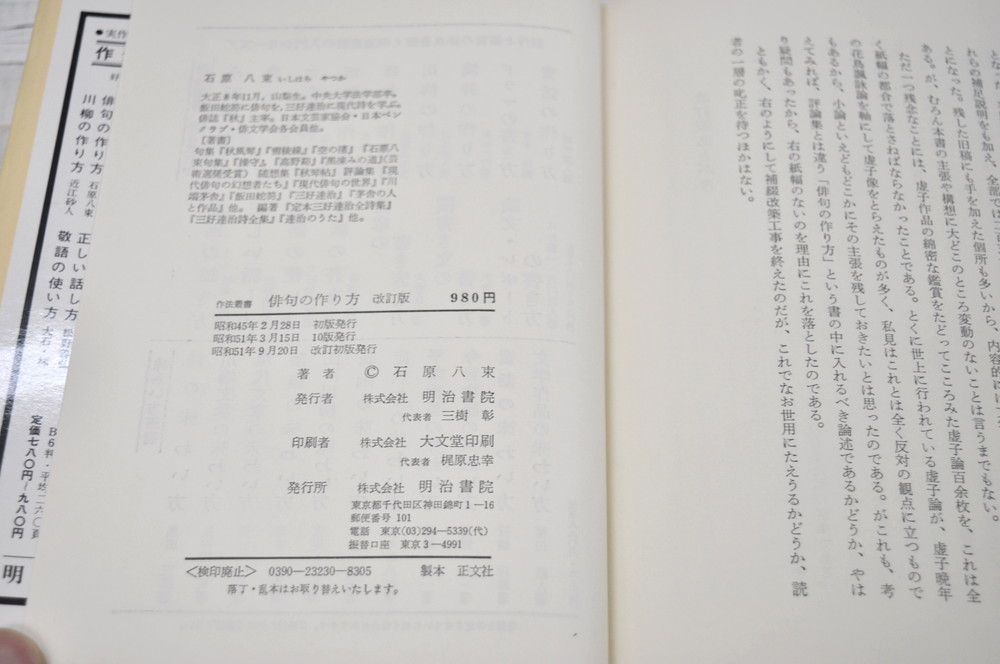 とになった。残した旧稿にも手を加えた個所も多いから、内容的に
ある。が、むろん本書の主張や構想に大どこのところ変動のないことは言うまでもない。
ただ一つ残念なことには、虚子作品の綿密な鑑賞をたどってこころみた虚子論百余枚を、これは全
く紙幅の都合で落とさねばならなかったことである。とくに世上に行われている虚子論が、虚子晩年
の花鳥諷詠論を軸にして虚子像をとらえたものが多く、私見はこれとは全く反対の観点に立つもので
もあるから、小論といえどもどこかにその主張を残しておきたいとは思ったのである。がこれも、考
えてみれば、評論集とは違う「俳句の作り方」という書の中に入れるべき論述であるかどうか、やは
り疑問もあったから、右の紙幅のないのを理由にこれを落としたのである。
ともかく、右のようにして補綴改築工事を終えたのだが、これでなお世用にたえうるかどうか、読
者の一層の叱正を待つほかはない。
石原八束 いしはら やつか
大正8年11月，山梨生。中央大学法学部卒。
飯田蛇笏に俳句を，三好達治に現代詩を学ぶ。
俳誌『秋』主宰。日本文芸家協会・日本ペン
クラブ・俳文学会各会員他。
〔著書〕
句集『秋風琴』『雪稜線』『空の渚』『石原八
束句集』『操守』『高野谿』『黒凍みの道』（芸
術選奨受賞） 随想集『秋琴帖』 評論集『現
代俳句の幻想者たち』『現代俳句の世界』『川
端茅舎』『飯田蛇笏』『三好達治』『茅舎の人
と作品』他。 編著『定本三好達治全詩集』
『三好達治詩全集』『達治のうた』他。
作法叢書 俳句の作り方 改訂版 980円
昭和45年2月28日 初版発行
昭和51年3月15日 10版発行
昭和51年9月20日 改訂初版発行
著者 © 石原八束
発行者 株式会社 明治書院
代表者 三樹 彰
印刷者 株式会社 大文堂印刷
代表者 梶原忠幸
発行所 株式会社 明治書院
東京都千代田区神田錦町1－16
郵便番号 101
電話 東京(03)294―5339(代)
振替口座 東京3―4991
＜検印廃止＞ 0390―23230―8305 製本 正文社
落丁・乱本はお取り替えいたします。
●実作
作
俳句の作り方 石原八束
川柳の作り方 近江砂人
正しい話し方
敬語の使い方 大石
B6判・平均二六〇頁
定価七八〇円〜九八〇円
明